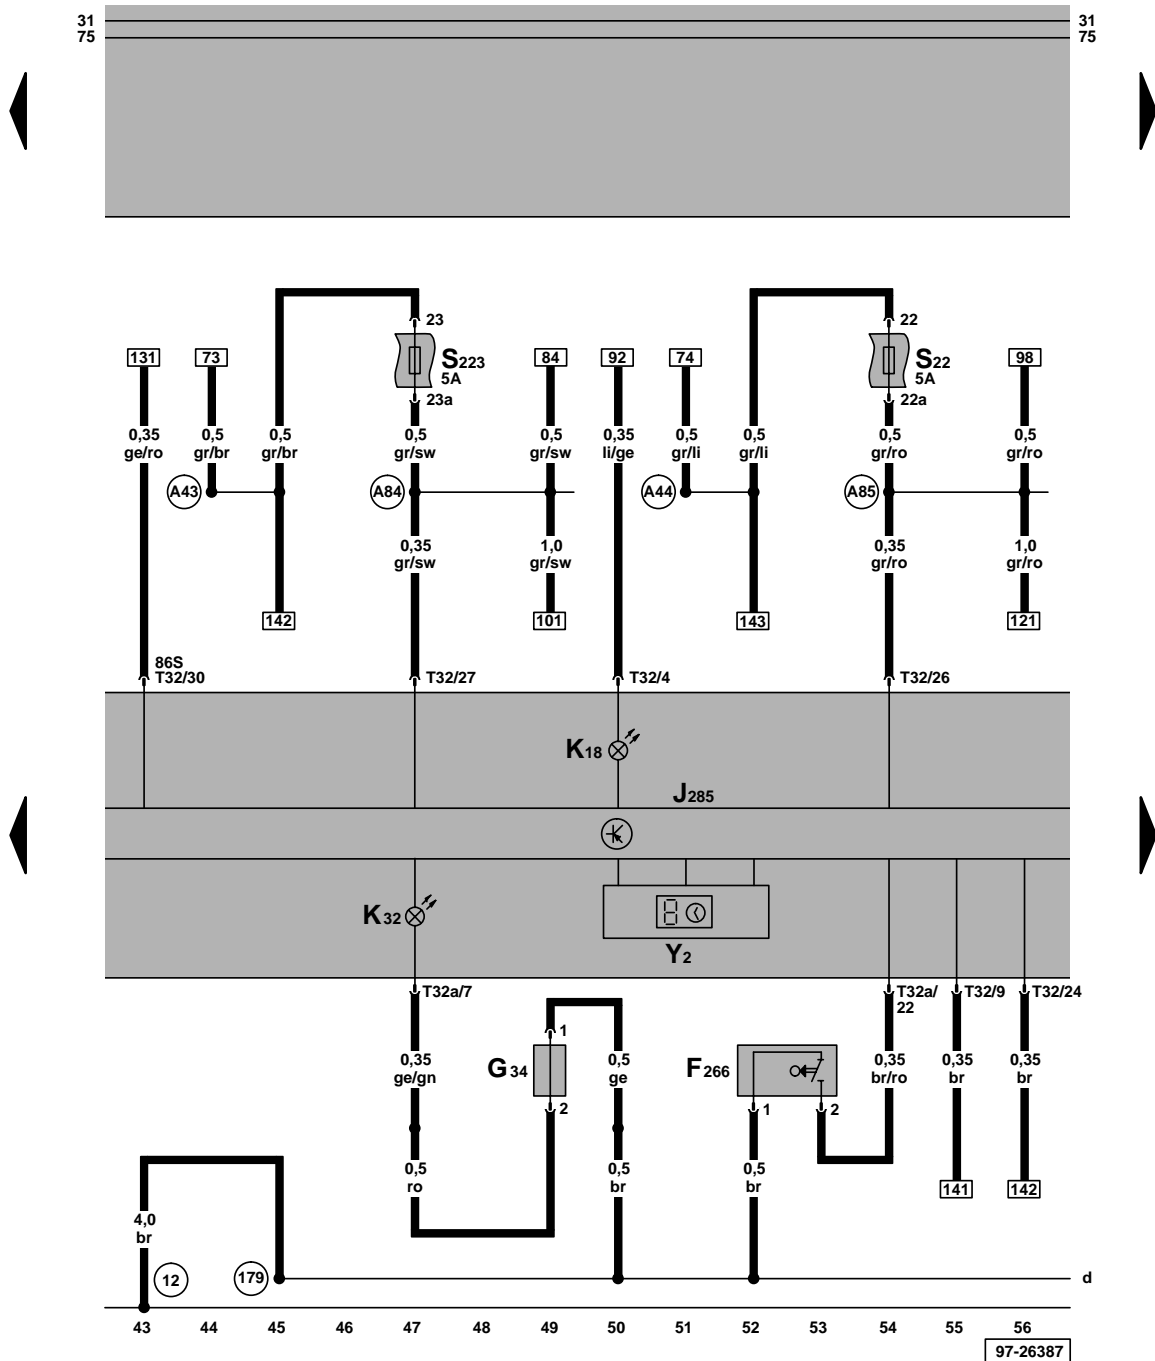 31 31
75 75
23 22
131 73 S223 84 92 74 S22 98
5A 5A
23a 22a
0,35 0,5 0,5 0,5 0,5 0,35 0,5 0,5 0,5 0,5
ge/ro gr/br gr/br gr/sw gr/sw li/ge gr/li gr/li gr/ro gr/ro
A43 A84 A44 A85
0,35 1,0 0,35 1,0
gr/sw gr/sw gr/ro gr/ro
142 101 143 121
86S
T32/30 T32/27 T32/4 T32/26
K18
J285
K32
Y2
T32a/7 T32a/ T32/9 T32/24
22
1
0,35 G34 0,5 F266 0,35 0,35 0,35
ge/gn ge br/ro br br
2 1 2
0,5 0,5 0,5
ro br br
141 142
4,0
br
12 179 d
43 44 45 46 47 48 49 50 51 52 53 54 55 56
97-26387